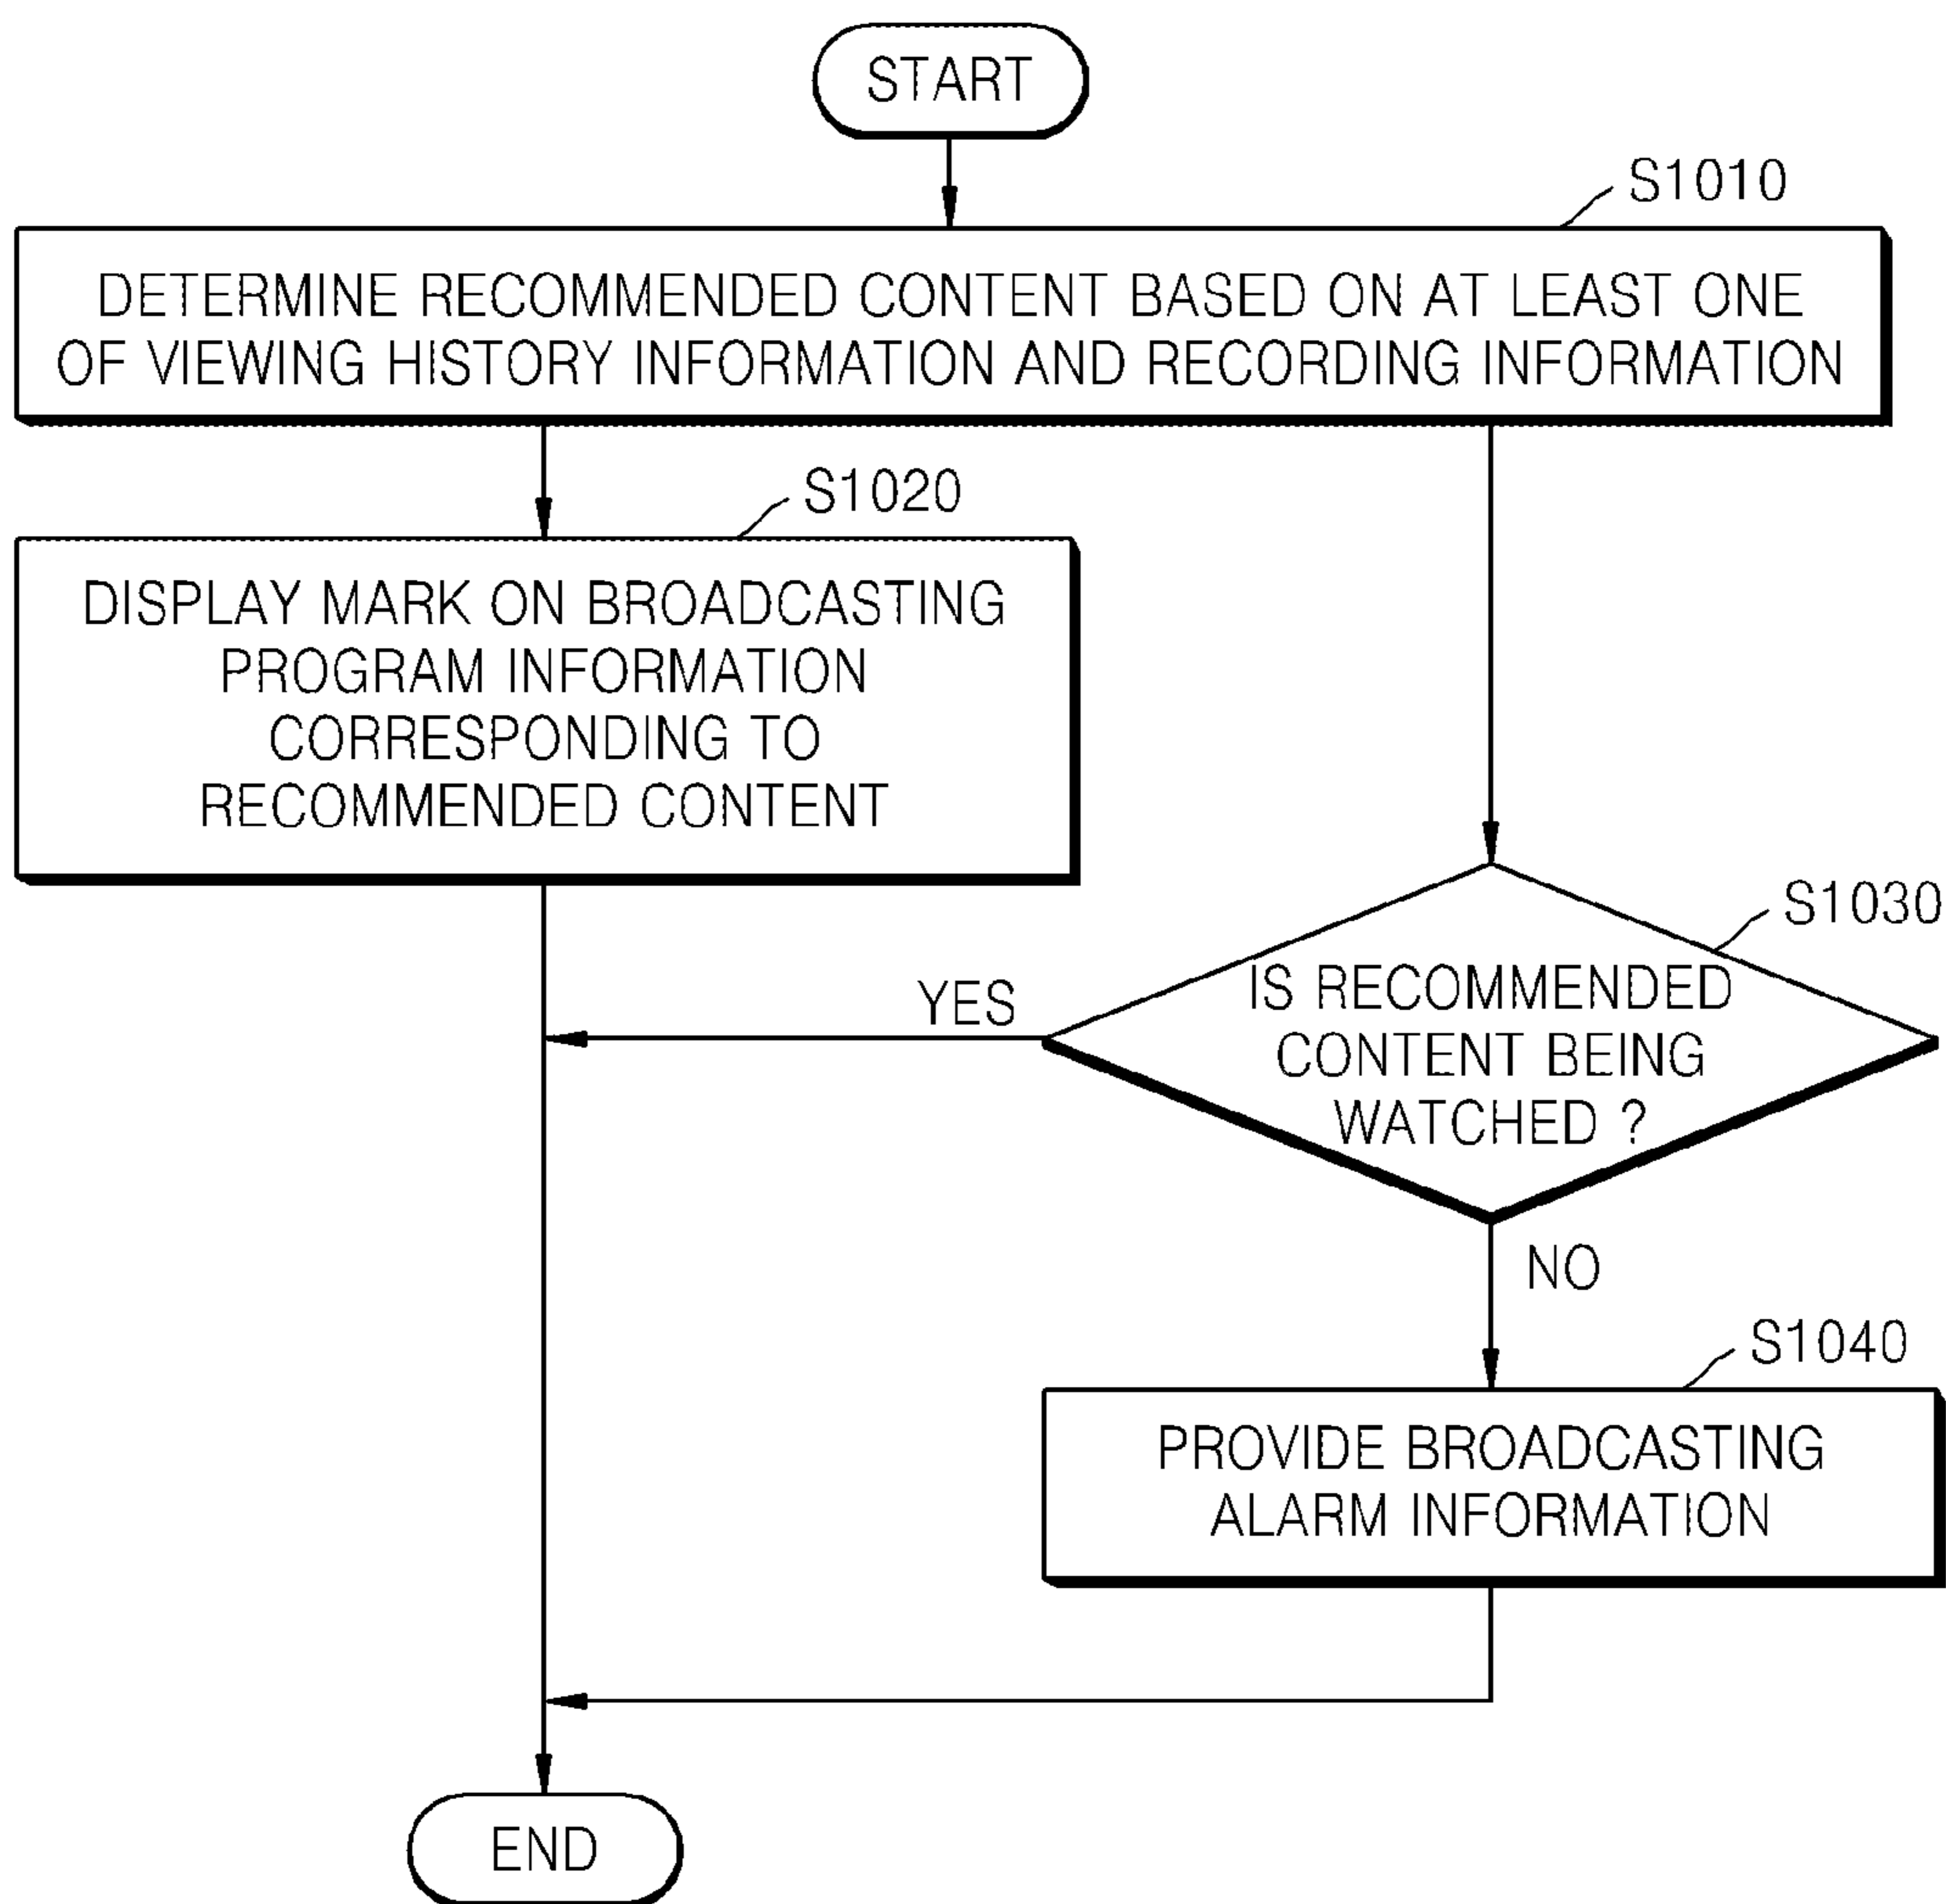 START
S1010
DETERMINE RECOMMENDED CONTENT BASED ON AT LEAST ONE
OF VIEWING HISTORY INFORMATION AND RECORDING INFORMATION
S1020
DISPLAY MARK ON BROADCASTING
PROGRAM INFORMATION
CORRESPONDING TO
RECOMMENDED CONTENT
S1030
IS RECOMMENDED
CONTENT BEING
WATCHED ?
YES
NO
S1040
PROVIDE BROADCASTING
ALARM INFORMATION
END